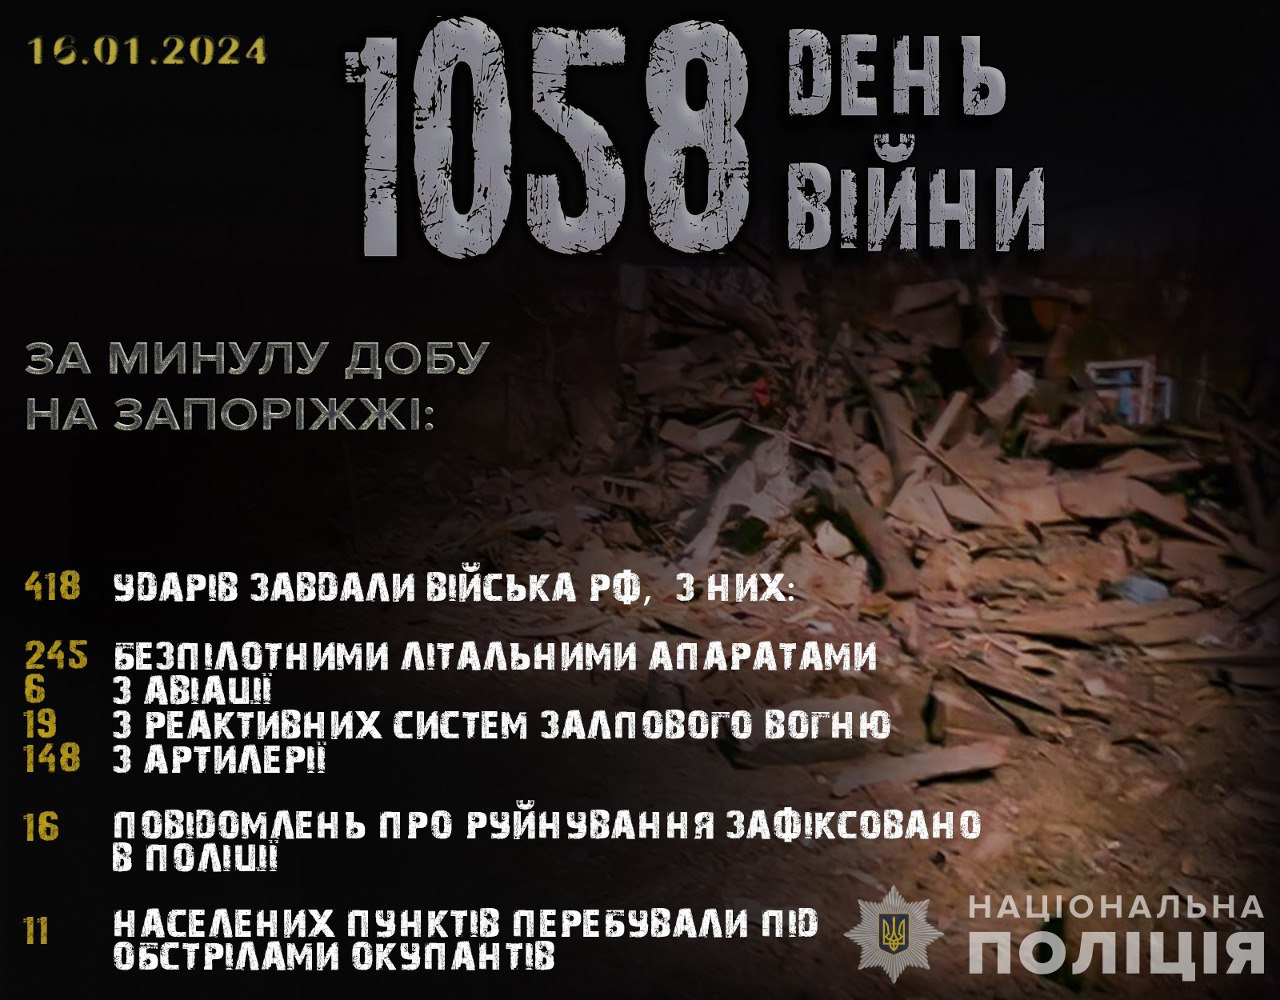 16.01.2024
1058 ДЕНЬ
ВІЙНИ
ЗА МИНУЛУ ДОБУ
НА ЗАПОРІЖЖІ:
418 УДАРІВ ЗАВДАЛИ ВІЙСЬКА РФ, З НИХ:
245 БЕЗПІЛОТНИМИ ЛІТАЛЬНИМИ АПАРАТАМИ
6 З АВІАЦІЇ
19 З РЕАКТИВНИХ СИСТЕМ ЗАЛПОВОГО ВОГНЮ
148 З АРТИЛЕРІЇ
16 ПОВІДОМЛЕНЬ ПРО РУЙНУВАННЯ ЗАФІКСОВАНО
В ПОЛІЦІЇ
11 НАСЕЛЕНИХ ПУНКТІВ ПЕРЕБУВАЛИ ПІД
ОБСТРІЛАМИ ОКУПАНТІВ
НАЦІОНАЛЬНА
ПОЛІЦІЯ